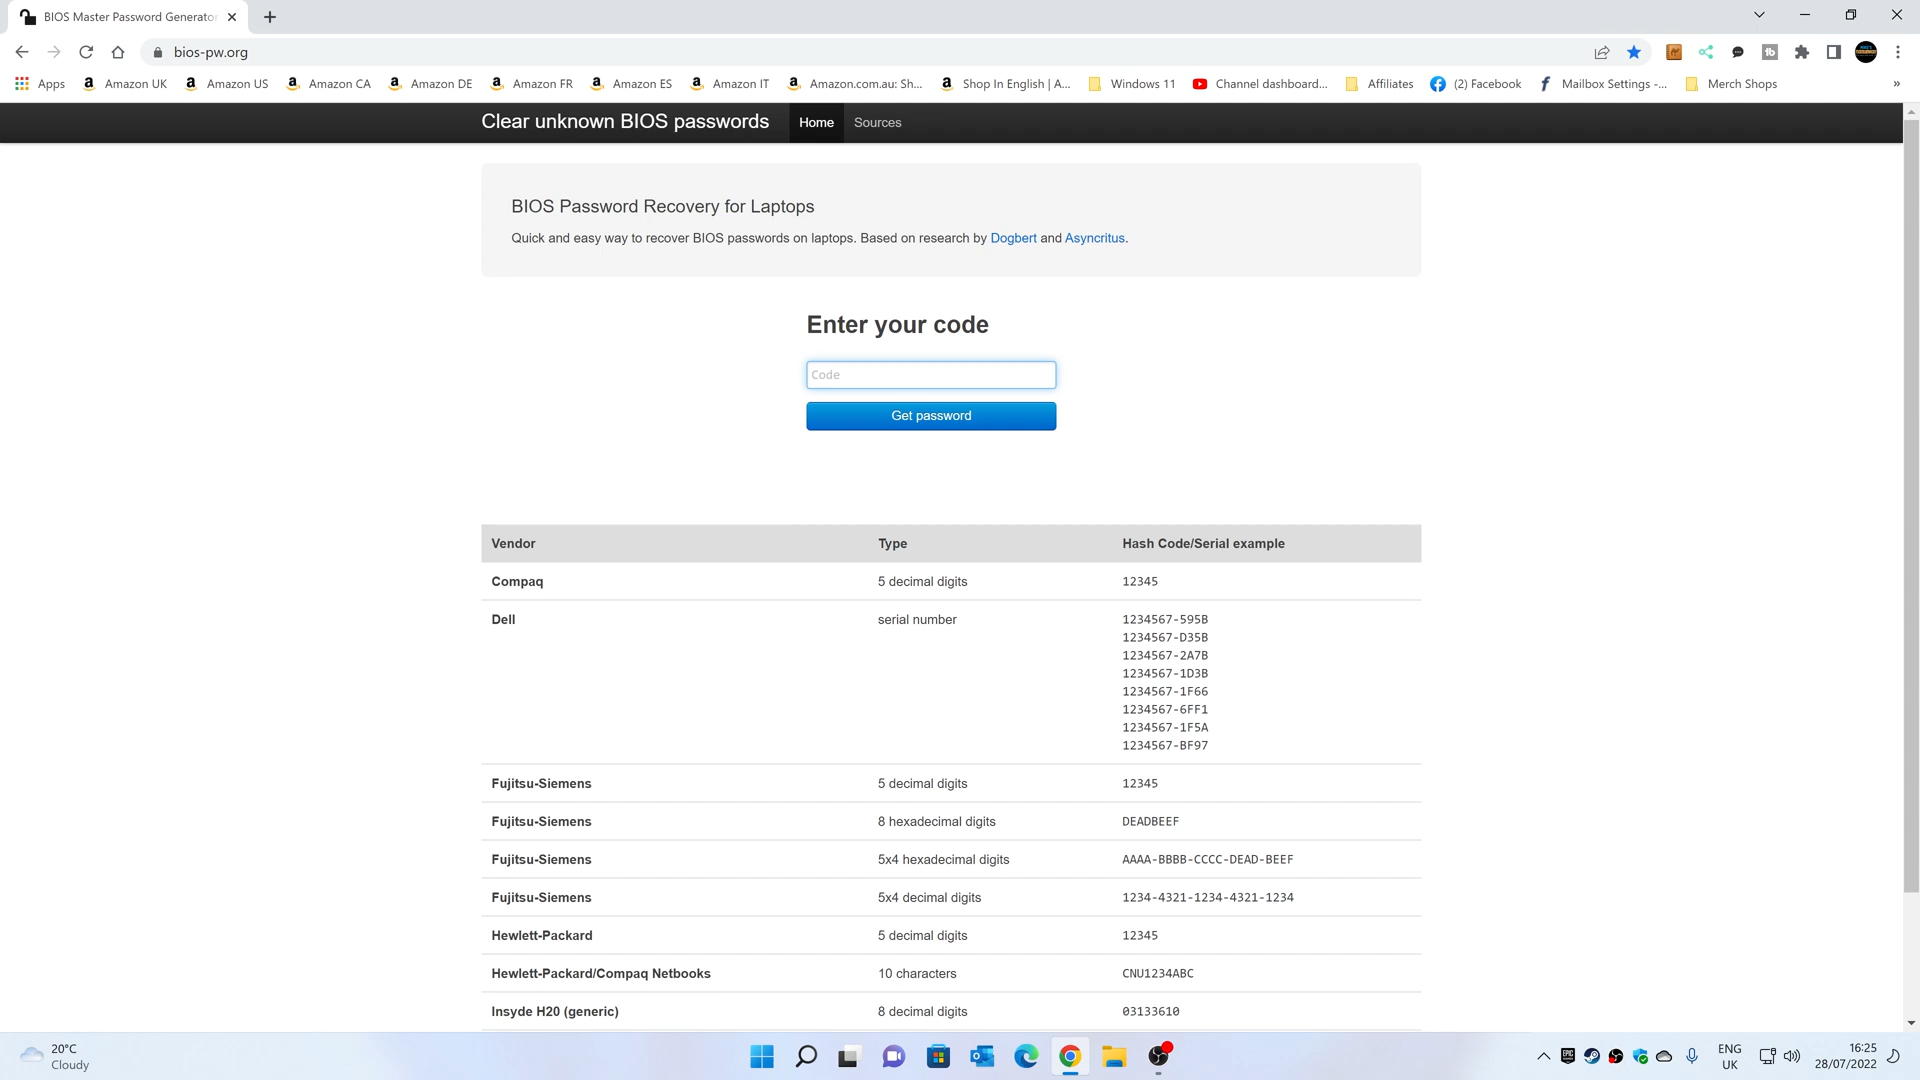 BIOS Master Password Generator
bios-pw.org
Apps
Amazon UK
Amazon US
Amazon CA
Amazon DE
Amazon FR
Amazon ES
Amazon IT
Amazon.com.au: Sh...
Shop In English | A...
Windows 11
Channel dashboard...
Affiliates
(2) Facebook
Mailbox Settings -...
Merch Shops
»
Clear unknown BIOS passwords
Home
Sources
BIOS Password Recovery for Laptops
Quick and easy way to recover BIOS passwords on laptops. Based on research by Dogbert and Asyncritus.
Enter your code
Code
Get password
Vendor Type Hash Code/Serial example
Compaq 5 decimal digits 12345
Dell serial number 1234567-595B
1234567-D35B
1234567-2A7B
1234567-1D3B
1234567-1F66
1234567-6FF1
1234567-1F5A
1234567-BF97
Fujitsu-Siemens 5 decimal digits 12345
Fujitsu-Siemens 8 hexadecimal digits DEADBEEF
Fujitsu-Siemens 5x4 hexadecimal digits AAAA-BBBB-CCCC-DEAD-BEEF
Fujitsu-Siemens 5x4 decimal digits 1234-4321-1234-4321-1234
Hewlett-Packard 5 decimal digits 12345
Hewlett-Packard/Compaq Netbooks 10 characters CNU1234ABC
Insyde H20 (generic) 8 decimal digits 03133610
20°C
Cloudy
ENG
UK
16:25
28/07/2022